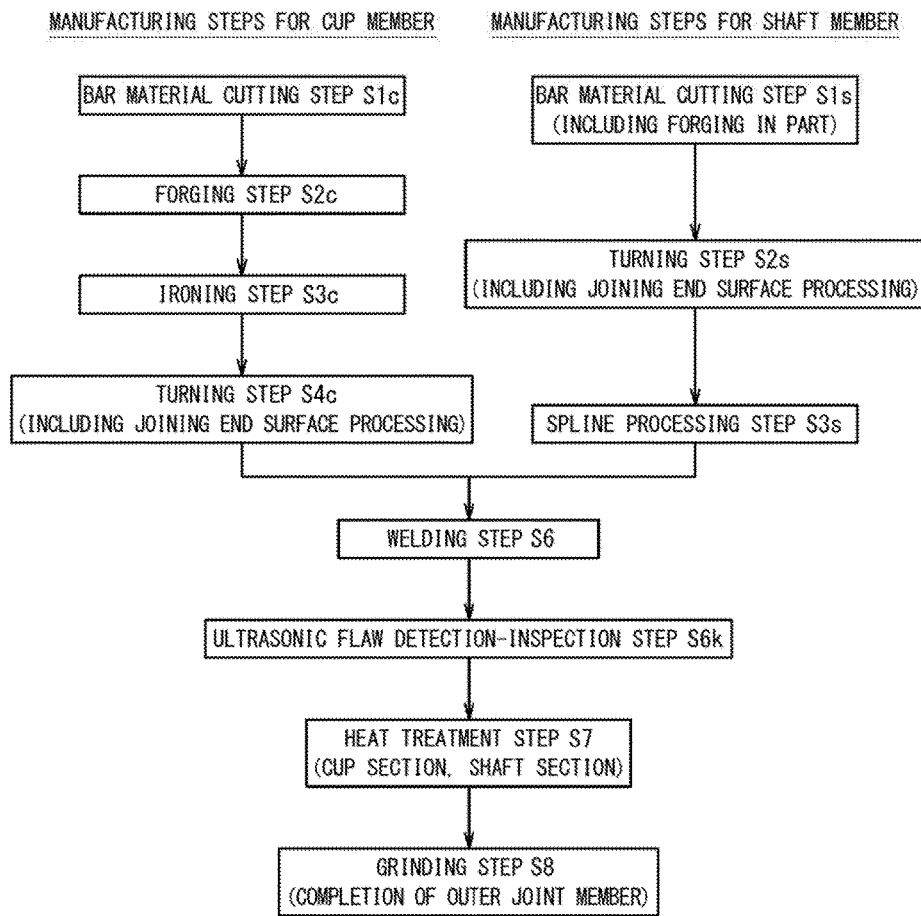 MANUFACTURING STEPS FOR CUP MEMBER
BAR MATERIAL CUTTING STEP S1c
FORGING STEP S2c
IRONING STEP S3c
TURNING STEP S4c
(INCLUDING JOINING END SURFACE PROCESSING)
MANUFACTURING STEPS FOR SHAFT MEMBER
BAR MATERIAL CUTTING STEP S1s
(INCLUDING FORGING IN PART)
TURNING STEP S2s
(INCLUDING JOINING END SURFACE PROCESSING)
SPLINE PROCESSING STEP S3s
WELDING STEP S6
ULTRASONIC FLAW DETECTION-INSPECTION STEP S6k
HEAT TREATMENT STEP S7
(CUP SECTION, SHAFT SECTION)
GRINDING STEP S8
(COMPLETION OF OUTER JOINT MEMBER)